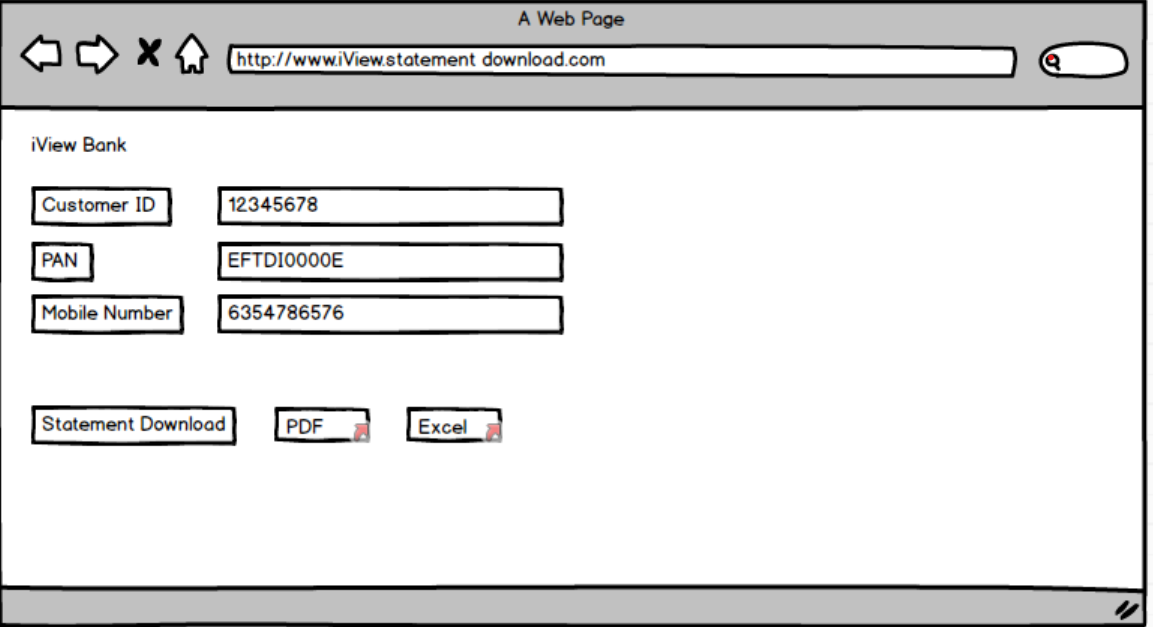 A Web Page
http://www.iView.statement download.com
iView Bank
Customer ID 12345678
PAN EFTDI0000E
Mobile Number 6354786576
Statement Download PDF Excel